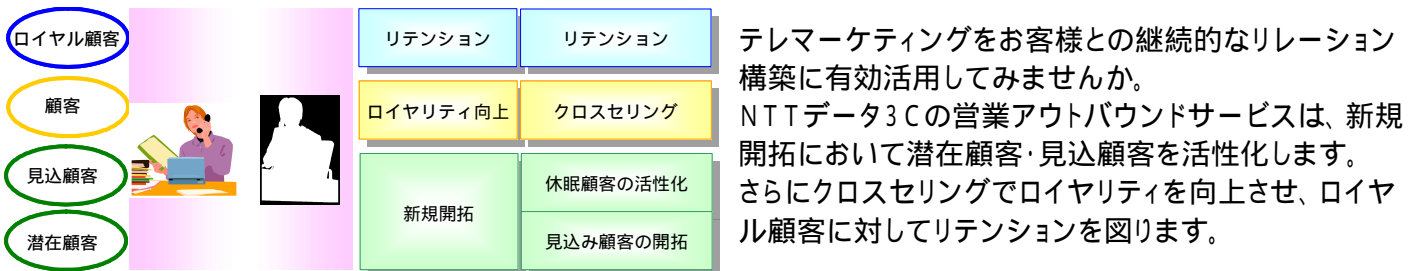 ロイヤル顧客
顧客
見込顧客
潜在顧客
リテンション
リテンション
ロイヤリティ向上
クロスセリング
新規開拓
休眠顧客の活性化
見込み顧客の開拓
テレマーケティングをお客様との継続的なリレーション
構築に有効活用してみませんか。
NTTデータ3Cの営業アウトバウンドサービスは、新規
開拓において潜在顧客・見込顧客を活性化します。
さらにクロスセリングでロイヤリティを向上させ、ロイヤ
ル顧客に対してリテンションを図ります。